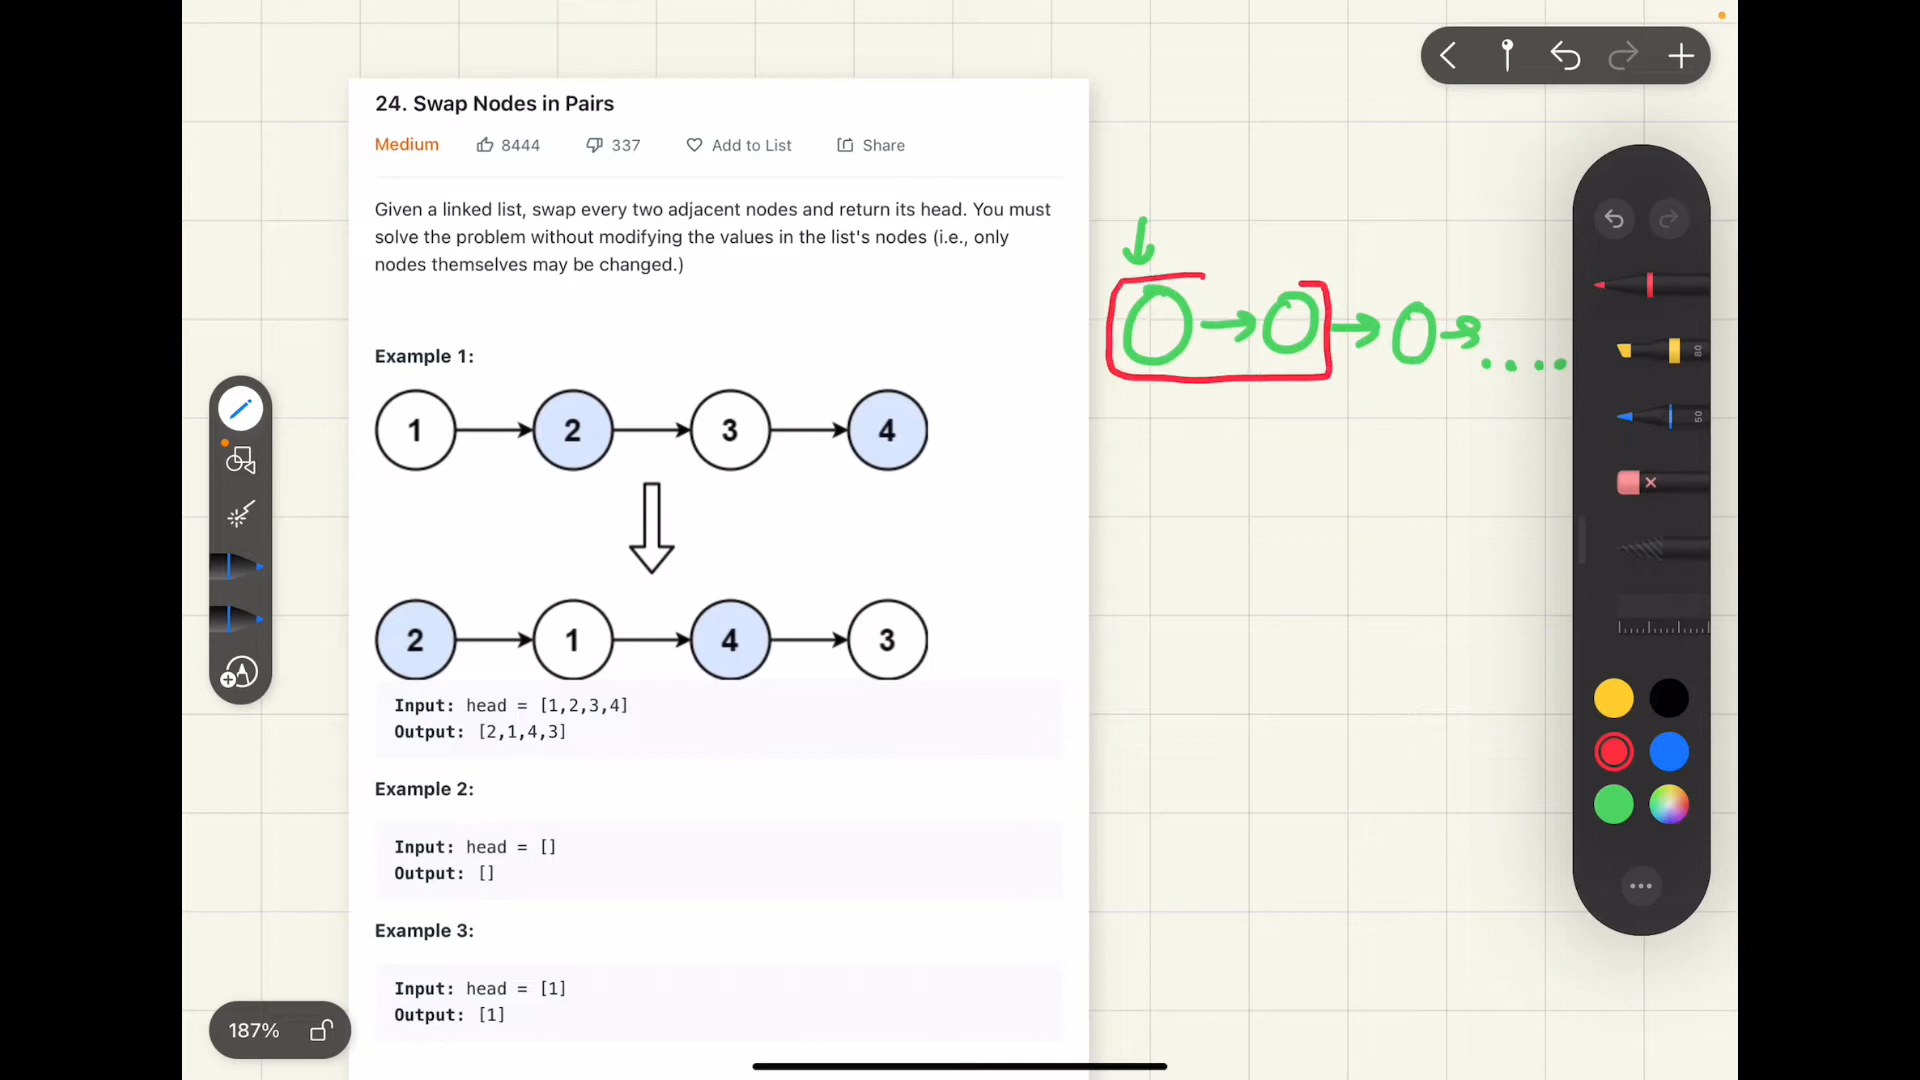 24. Swap Nodes in Pairs
Medium 8444 337 Add to List Share
Given a linked list, swap every two adjacent nodes and return its head. You must
solve the problem without modifying the values in the list's nodes (i.e., only
nodes themselves may be changed.)
Example 1:
1 2 3 4
2 1 4 3
Input: head = [1,2,3,4]
Output: [2,1,4,3]
Example 2:
Input: head = []
Output: []
Example 3:
Input: head = [1]
Output: [1]
187%
80
50